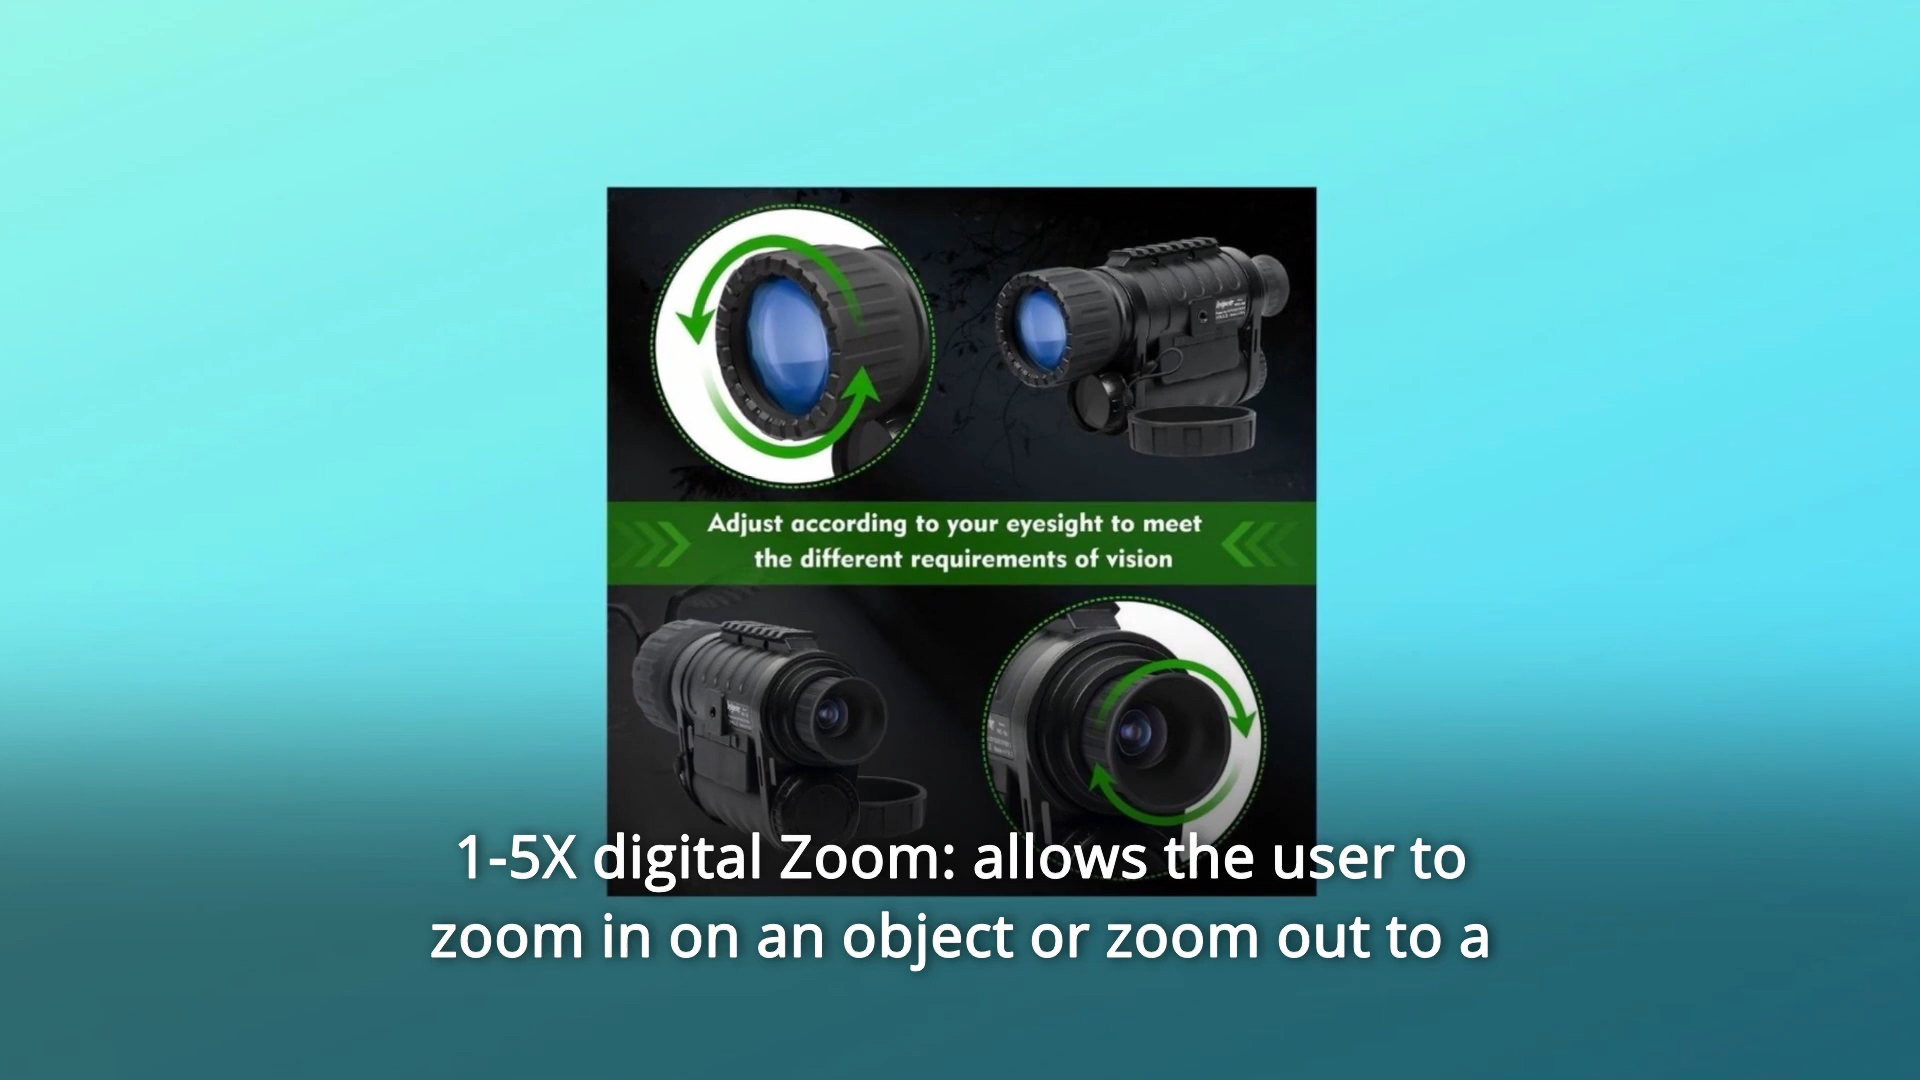 Adjust according to your eyesight to meet
the different requirements of vision
1-5X digital Zoom: allows the user to
zoom in on an object or zoom out to a